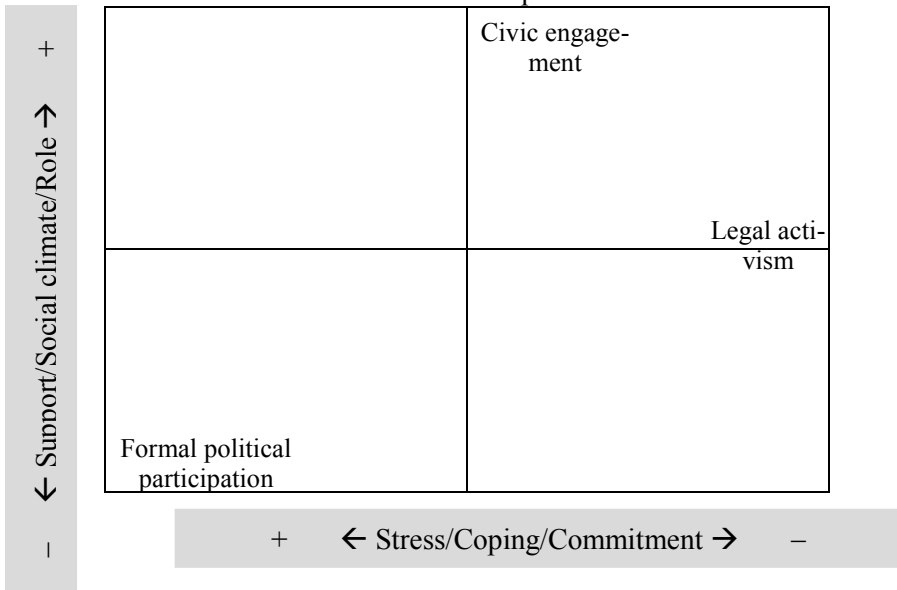 Civic engage-
ment
Legal acti-
vism
Formal political
participation
– ← Support/Social climate/Role → +
+ ← Stress/Coping/Commitment → –